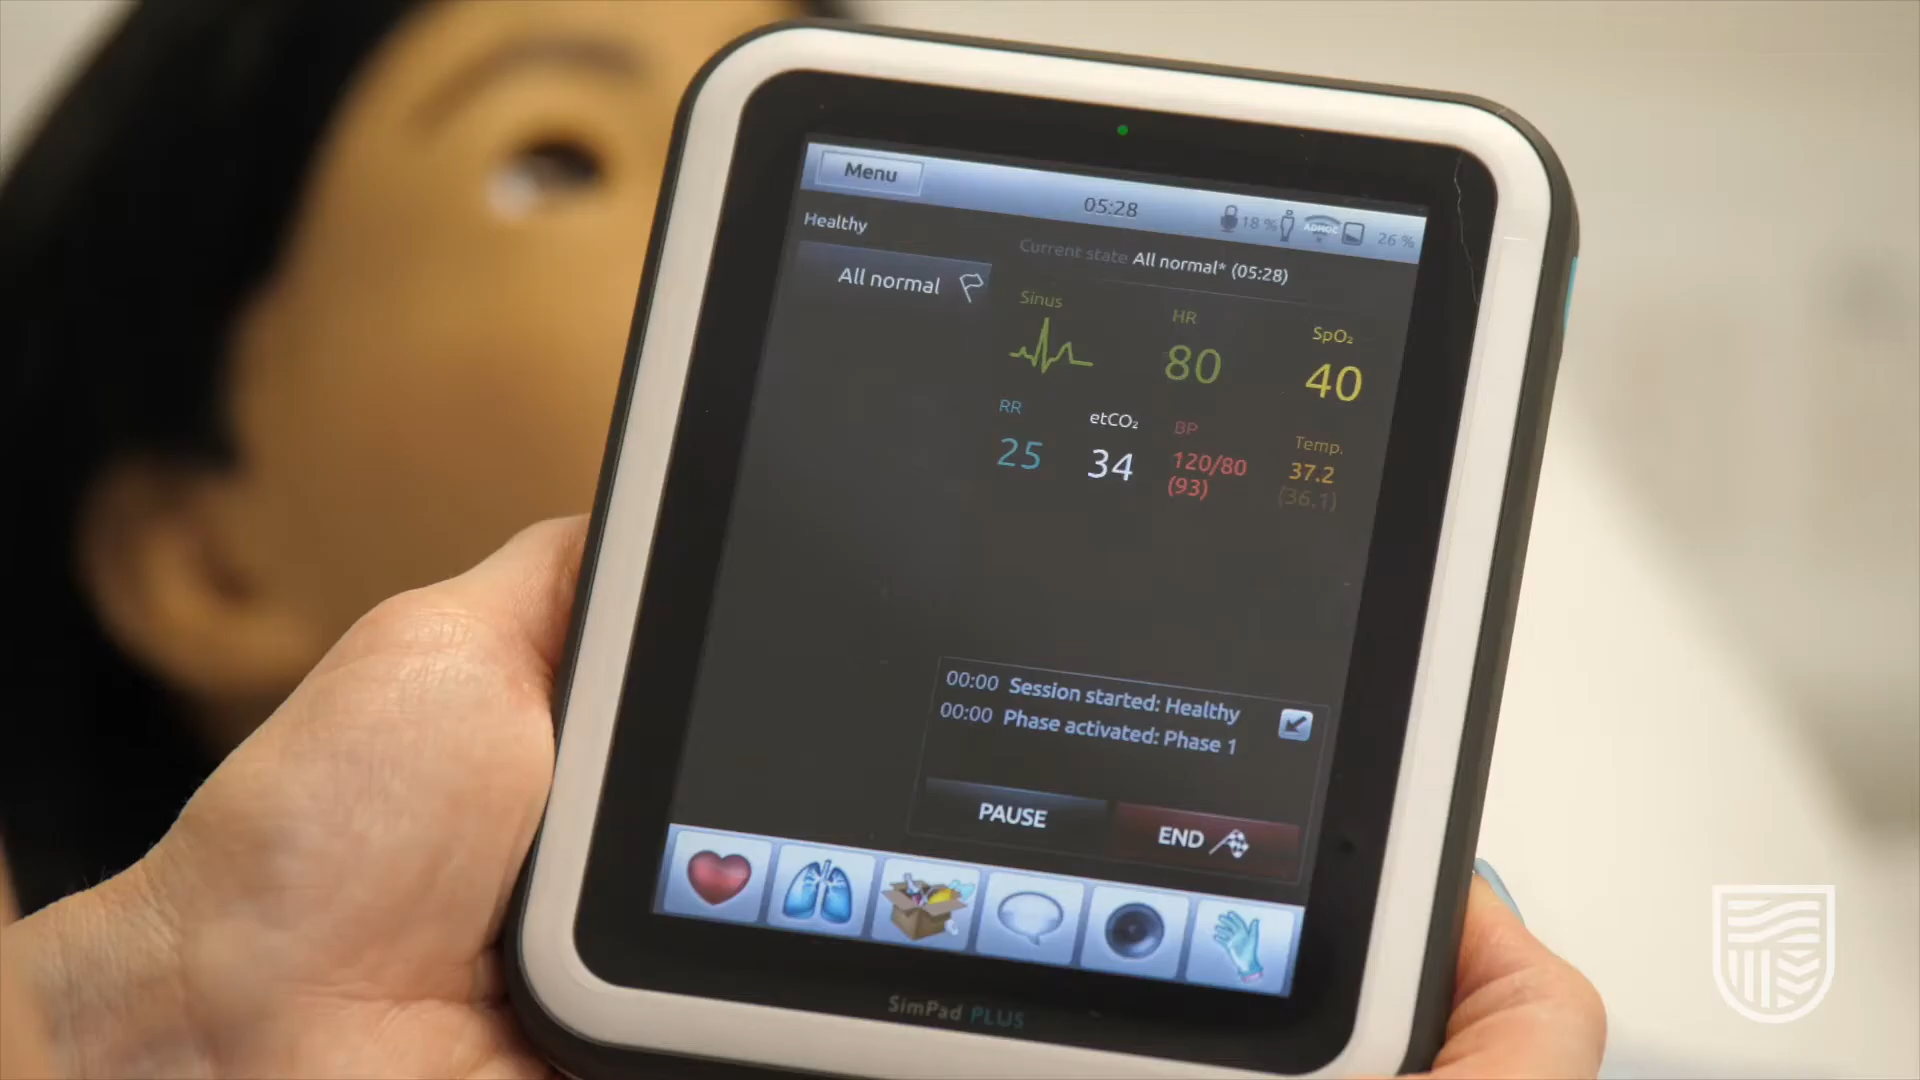 Menu
05:28
18 %
ADHOC
26 %
Healthy
Current state All normal* (05:28)
All normal
Sinus
HR
SpO₂
80
40
RR
etCO₂
BP
Temp.
25
34
120/80
(93)
37.2
(36.1)
00:00 Session started: Healthy
00:00 Phase activated: Phase 1
PAUSE
END
SimPad PLUS